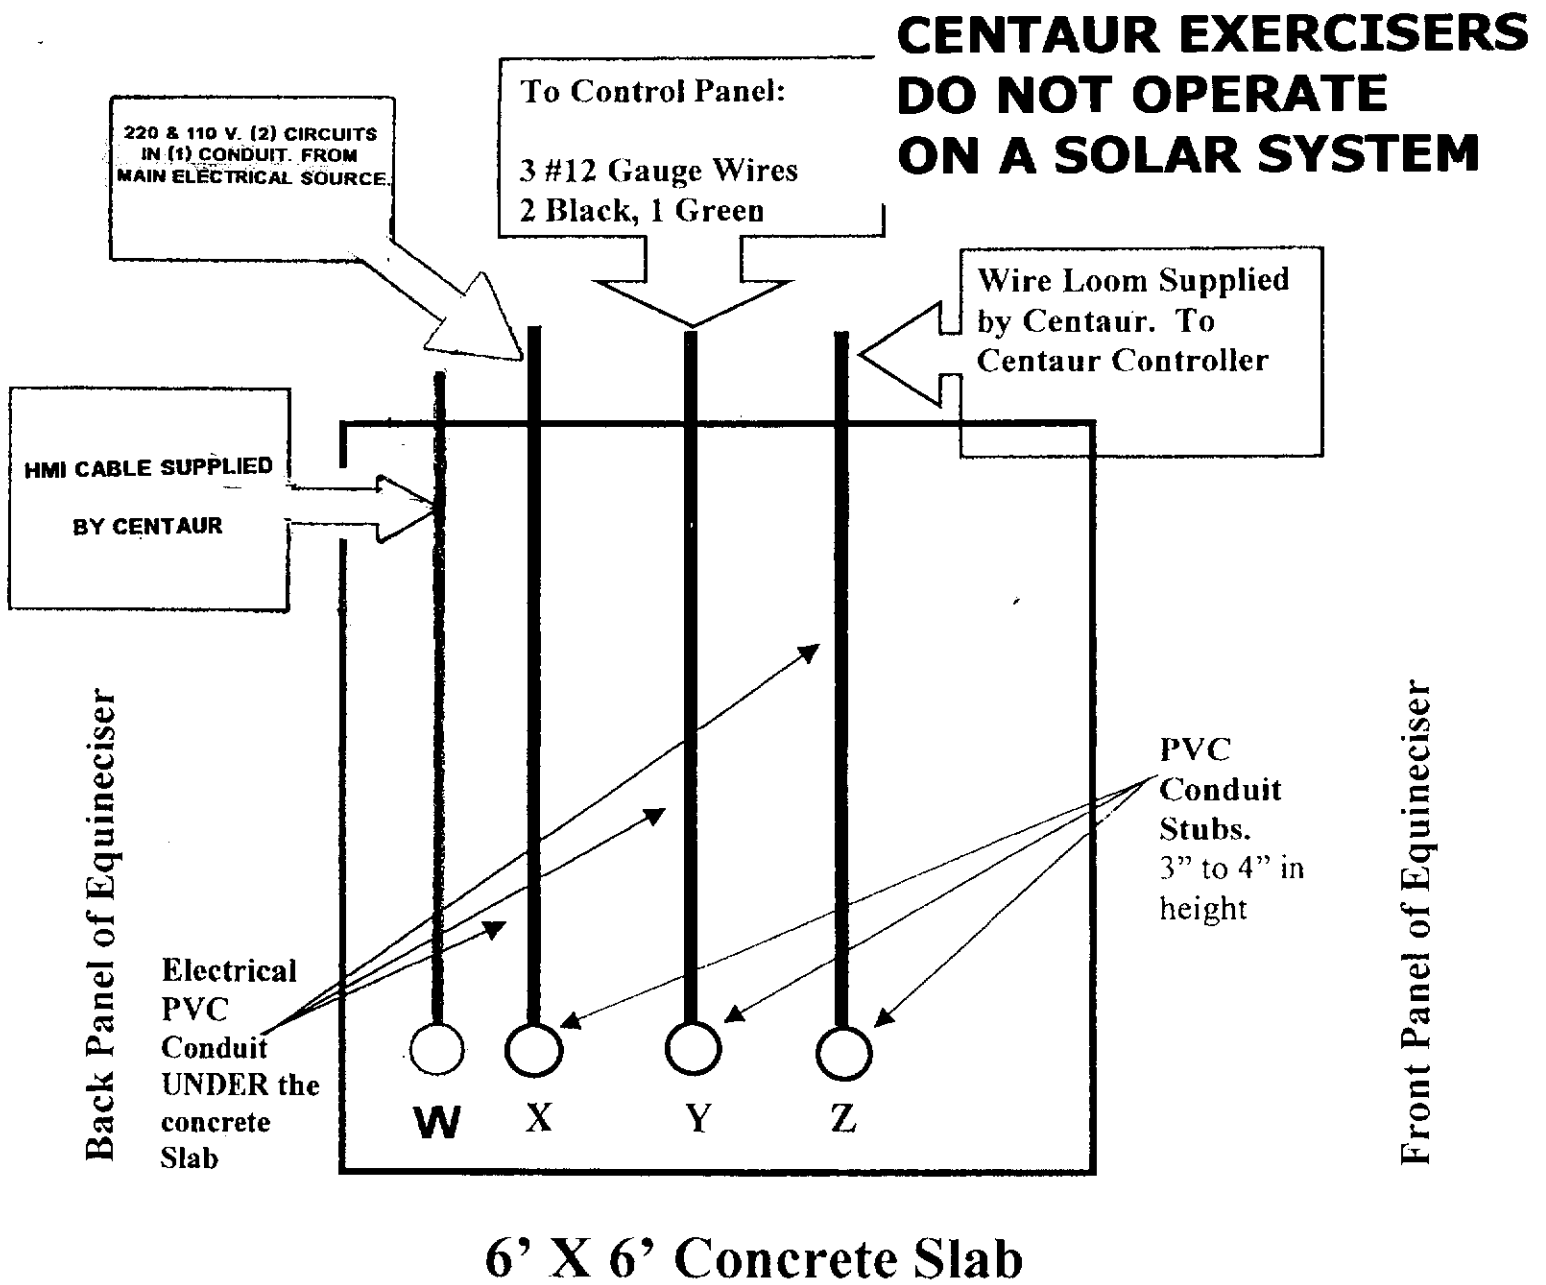 CENTAUR EXERCISERS
DO NOT OPERATE
ON A SOLAR SYSTEM
To Control Panel:
3 #12 Gauge Wires
2 Black, 1 Green
220 & 110 V. (2) CIRCUITS
IN (1) CONDUIT. FROM
MAIN ELECTRICAL SOURCE.
Wire Loom Supplied
by Centaur. To
Centaur Controller
HMI CABLE SUPPLIED
BY CENTAUR
Back Panel of Equineciser
Front Panel of Equineciser
PVC
Conduit
Stubs.
3” to 4” in
height
Electrical
PVC
Conduit
UNDER the
concrete
Slab
W X Y Z
6’ X 6’ Concrete Slab